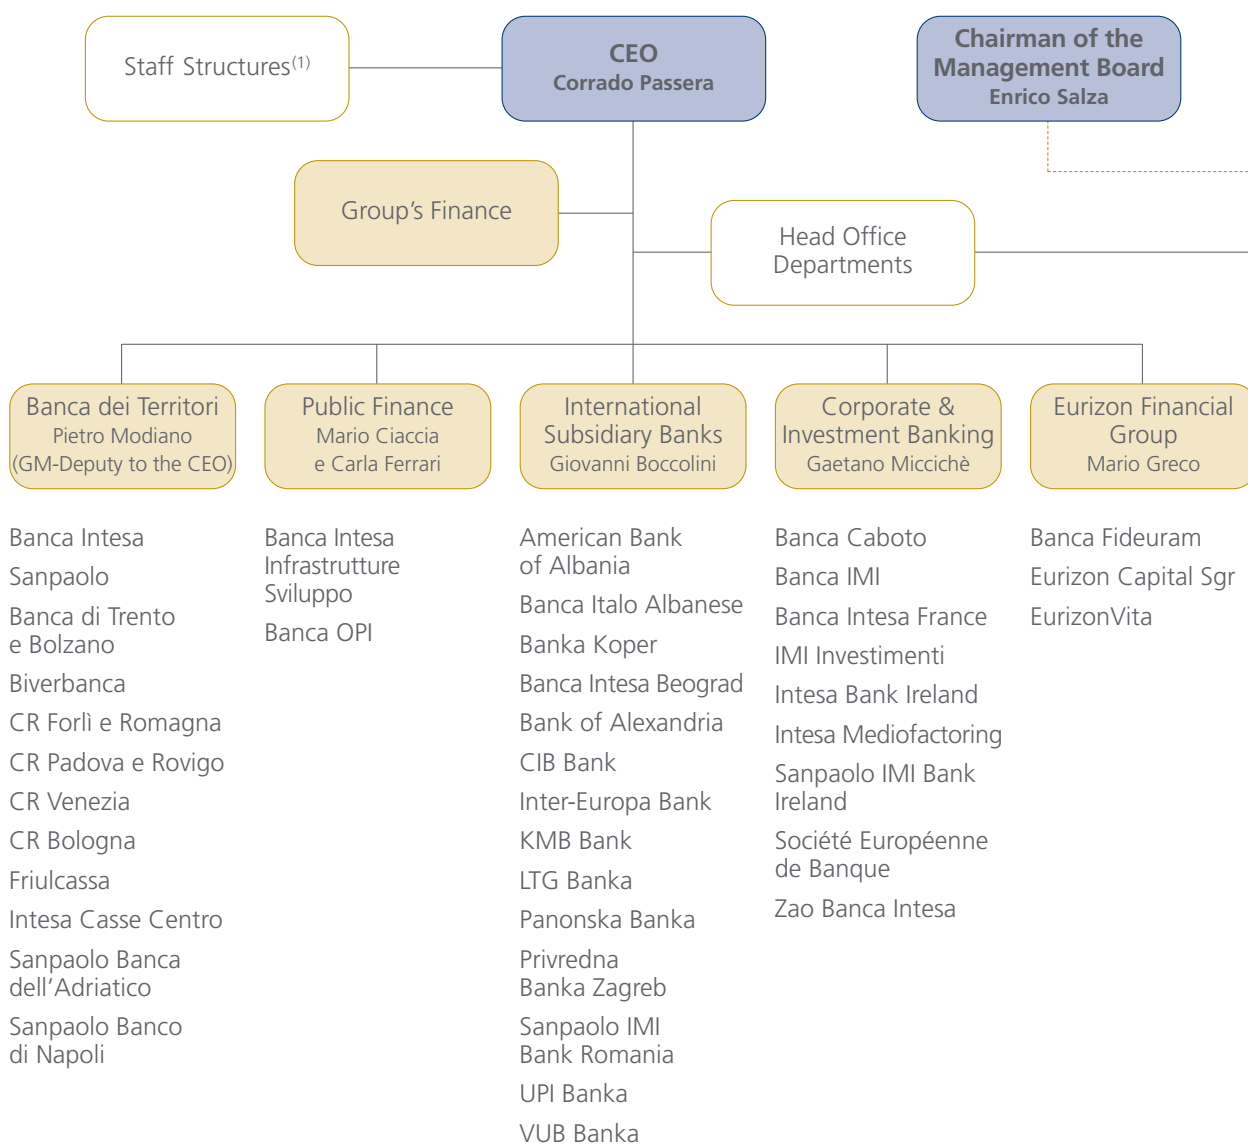 Staff Structures(1)
CEO
Corrado Passera
Chairman of the
Management Board
Enrico Salza
Group's Finance
Head Office
Departments
Banca dei Territori
Pietro Modiano
(GM-Deputy to the CEO)
Public Finance
Mario Ciaccia
e Carla Ferrari
International
Subsidiary Banks
Giovanni Boccolini
Corporate &
Investment Banking
Gaetano Miccichè
Eurizon Financial
Group
Mario Greco
Banca Intesa
Sanpaolo
Banca di Trento
e Bolzano
Biverbanca
CR Forlì e Romagna
CR Padova e Rovigo
CR Venezia
CR Bologna
Friulcassa
Intesa Casse Centro
Sanpaolo Banca
dell'Adriatico
Sanpaolo Banco
di Napoli
Banca Intesa
Infrastrutture
Sviluppo
Banca OPI
American Bank
of Albania
Banca Italo Albanese
Banka Koper
Banca Intesa Beograd
Bank of Alexandria
CIB Bank
Inter-Europa Bank
KMB Bank
LTG Banka
Panonska Banka
Privredna
Banka Zagreb
Sanpaolo IMI
Bank Romania
UPI Banka
VUB Banka
Banca Caboto
Banca IMI
Banca Intesa France
IMI Investimenti
Intesa Bank Ireland
Intesa Mediofactoring
Sanpaolo IMI Bank
Ireland
Société Européenne
de Banque
Zao Banca Intesa
Banca Fideuram
Eurizon Capital Sgr
EurizonVita